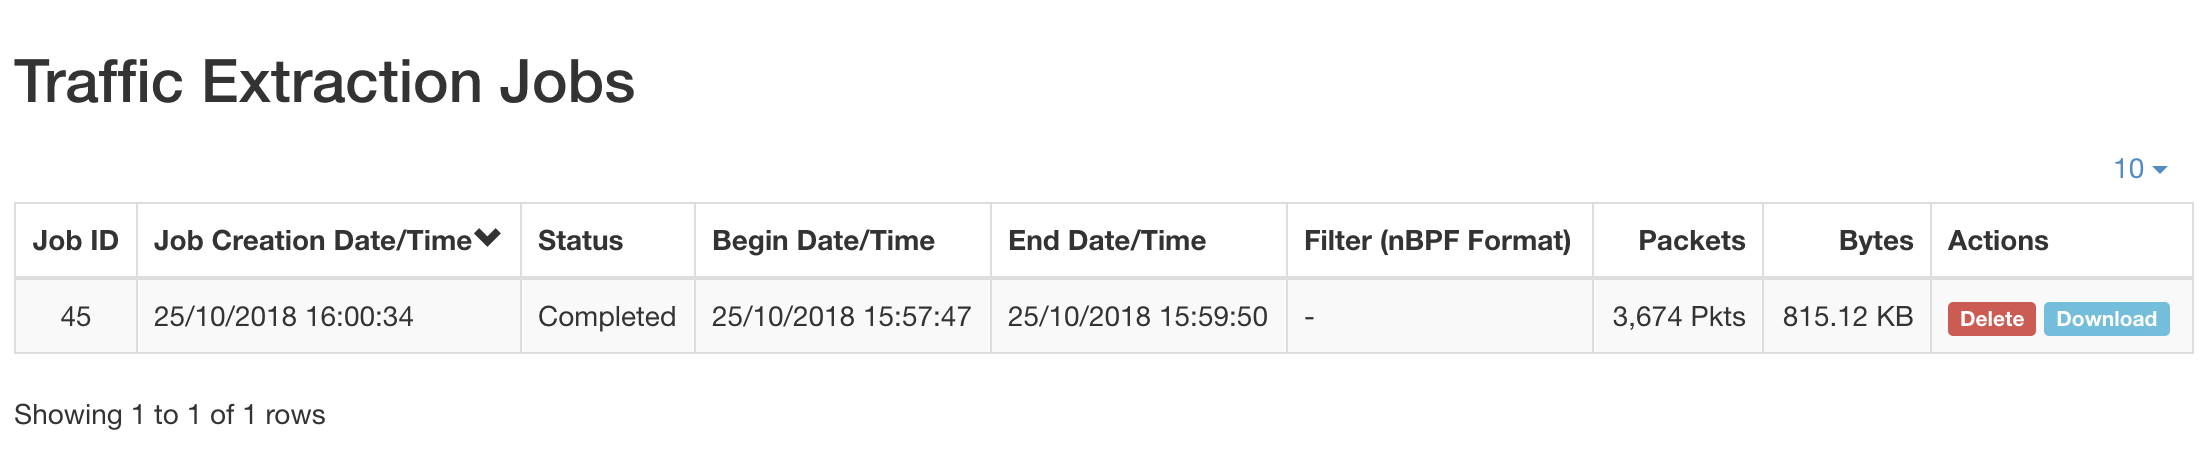 Traffic Extraction Jobs
10
Job ID Job Creation Date/Time Status Begin Date/Time End Date/Time Filter (nBPF Format) Packets Bytes Actions
45 25/10/2018 16:00:34 Completed 25/10/2018 15:57:47 25/10/2018 15:59:50 - 3,674 Pkts 815.12 KB Delete Download
Showing 1 to 1 of 1 rows